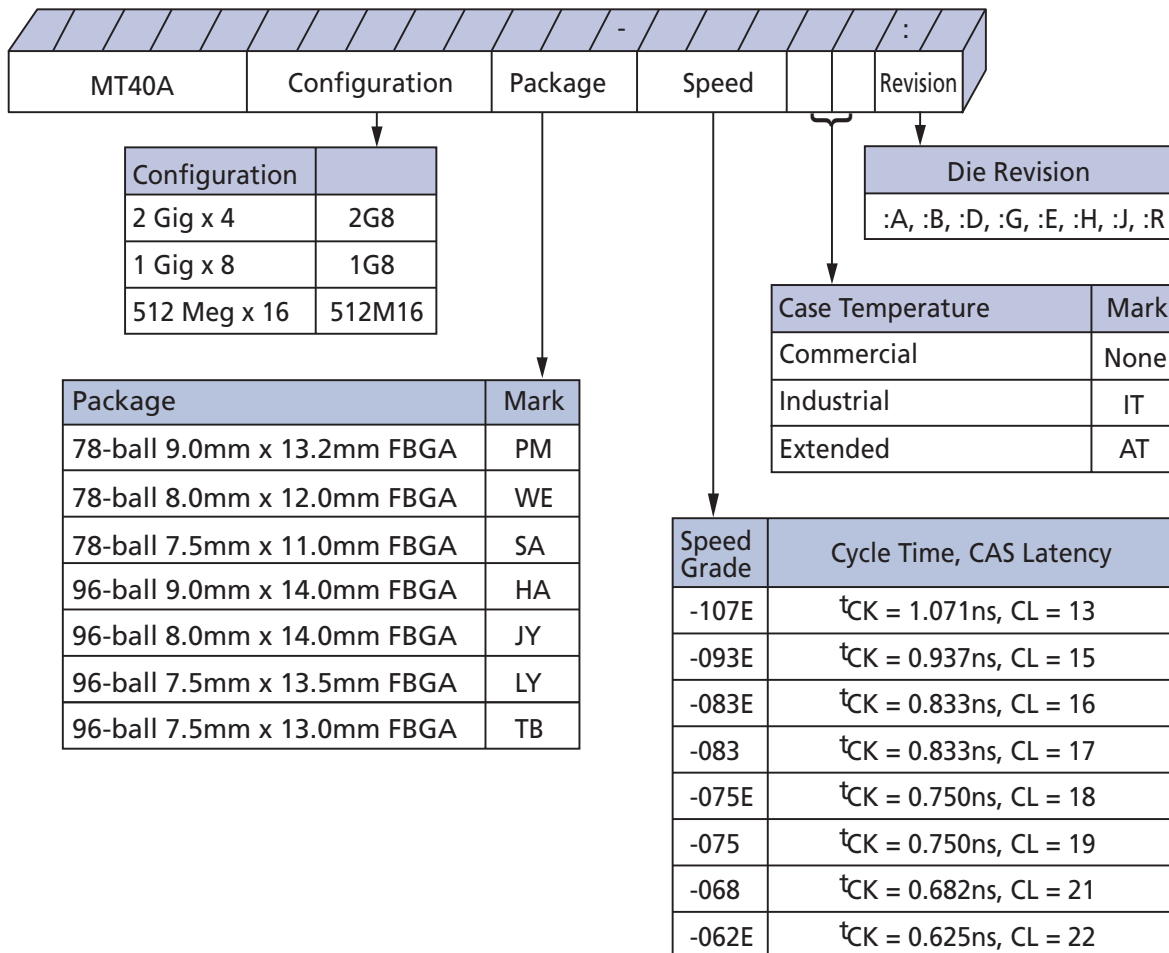 - :
MT40A Configuration Package Speed Revision
Configuration
2 Gig x 4 2G8
1 Gig x 8 1G8
512 Meg x 16 512M16
Die Revision
:A, :B, :D, :G, :E, :H, :J, :R
Case Temperature Mark
Commercial None
Industrial IT
Extended AT
Package Mark
78-ball 9.0mm x 13.2mm FBGA PM
78-ball 8.0mm x 12.0mm FBGA WE
78-ball 7.5mm x 11.0mm FBGA SA
96-ball 9.0mm x 14.0mm FBGA HA
96-ball 8.0mm x 14.0mm FBGA JY
96-ball 7.5mm x 13.5mm FBGA LY
96-ball 7.5mm x 13.0mm FBGA TB
Speed
Grade Cycle Time, CAS Latency
-107E tCK = 1.071ns, CL = 13
-093E tCK = 0.937ns, CL = 15
-083E tCK = 0.833ns, CL = 16
-083 tCK = 0.833ns, CL = 17
-075E tCK = 0.750ns, CL = 18
-075 tCK = 0.750ns, CL = 19
-068 tCK = 0.682ns, CL = 21
-062E tCK = 0.625ns, CL = 22